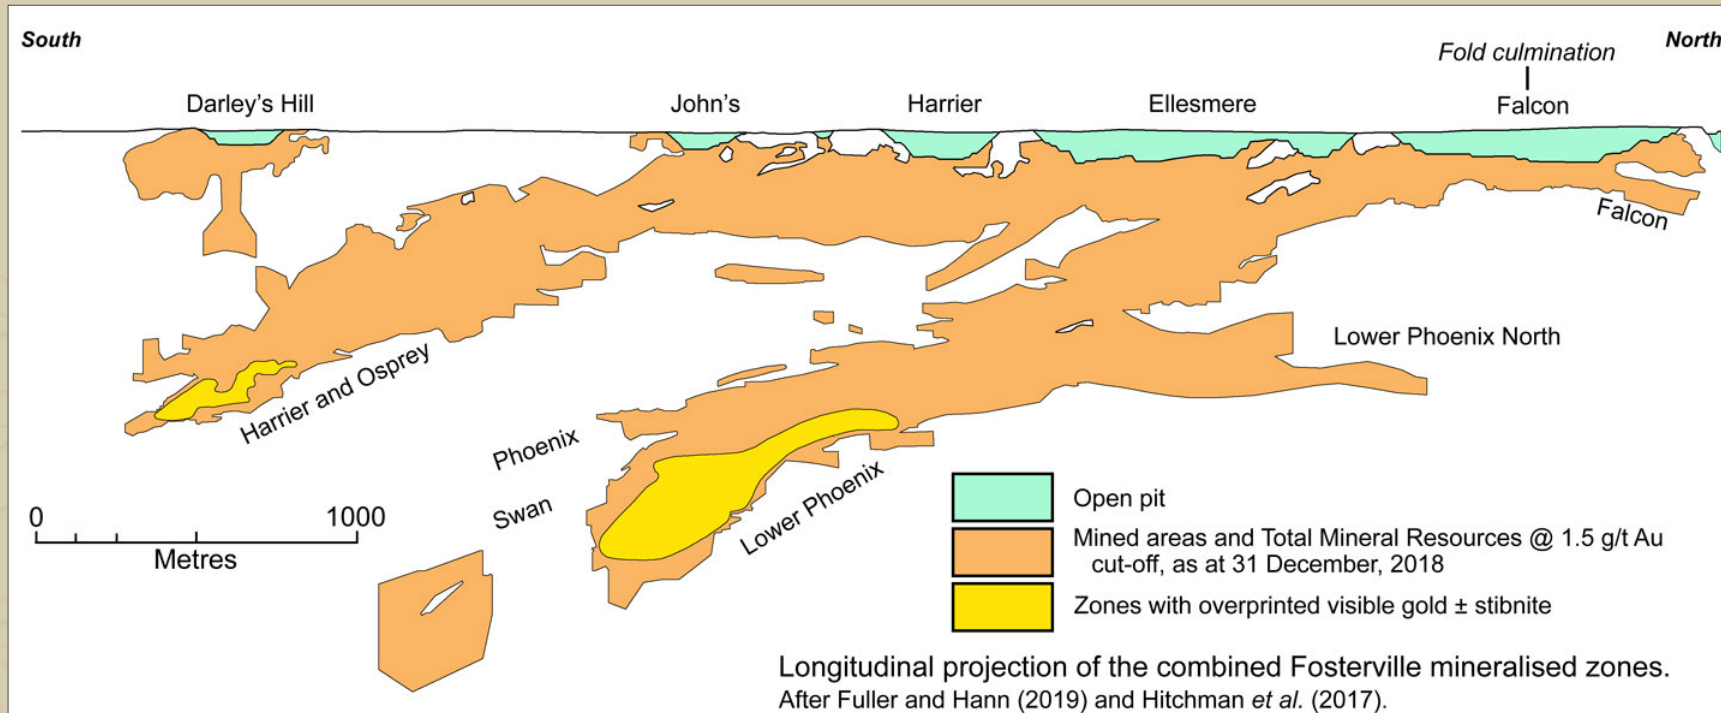 South
North
Fold culmination
Darley's Hill
John's
Harrier
Ellesmere
Falcon
Falcon
Lower Phoenix North
Harrier and Osprey
Phoenix
Swan
Lower Phoenix
0 1000
Metres
Open pit
Mined areas and Total Mineral Resources @ 1.5 g/t Au
cut-off, as at 31 December, 2018
Zones with overprinted visible gold ± stibnite
Longitudinal projection of the combined Fosterville mineralised zones.
After Fuller and Hann (2019) and Hitchman et al. (2017).